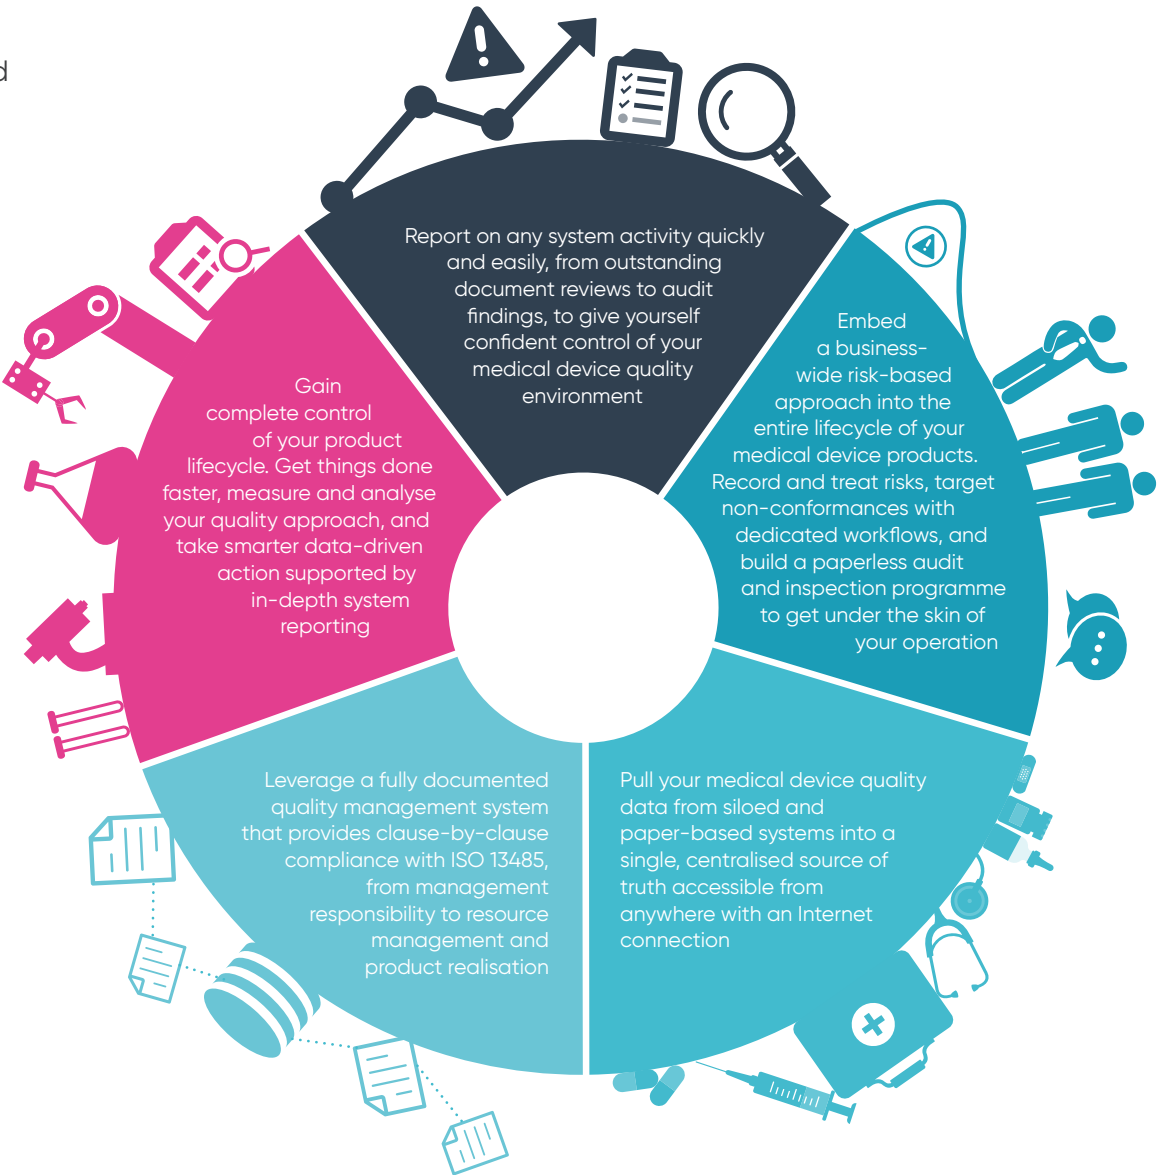 Report on any system activity quickly
and easily, from outstanding
document reviews to audit
findings, to give yourself
confident control of your
medical device quality
environment
Embed
a business-
wide risk-based
approach into the
entire lifecycle of your
medical device products.
Record and treat risks, target
non-conformances with
dedicated workflows, and
build a paperless audit
and inspection programme
to get under the skin of
your operation
Pull your medical device quality
data from siloed and
paper-based systems into a
single, centralised source of
truth accessible from
anywhere with an Internet
connection
Leverage a fully documented
quality management system
that provides clause-by-clause
compliance with ISO 13485,
from management
responsibility to resource
management and
product realisation
Gain
complete control
of your product
lifecycle. Get things done
faster, measure and analyse
your quality approach, and
take smarter data-driven
action supported by
in-depth system
reporting